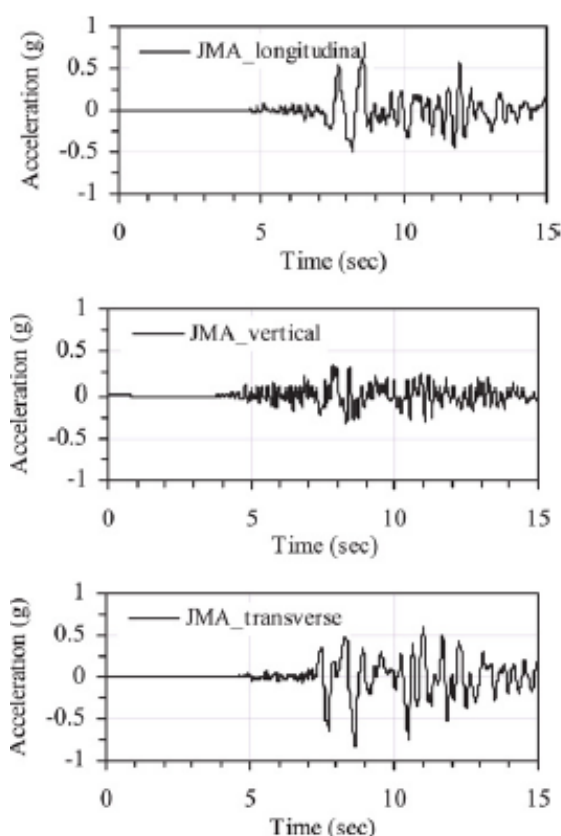 Acceleration (g)
1
0.5
0
-0.5
-1
JMA_longitudinal
0 5 10 15
Time (sec)
Acceleration (g)
1
0.5
0
-0.5
-1
JMA_vertical
0 5 10 15
Time (sec)
Acceleration (g)
1
0.5
0
-0.5
-1
JMA_transverse
0 5 10 15
Time (sec)